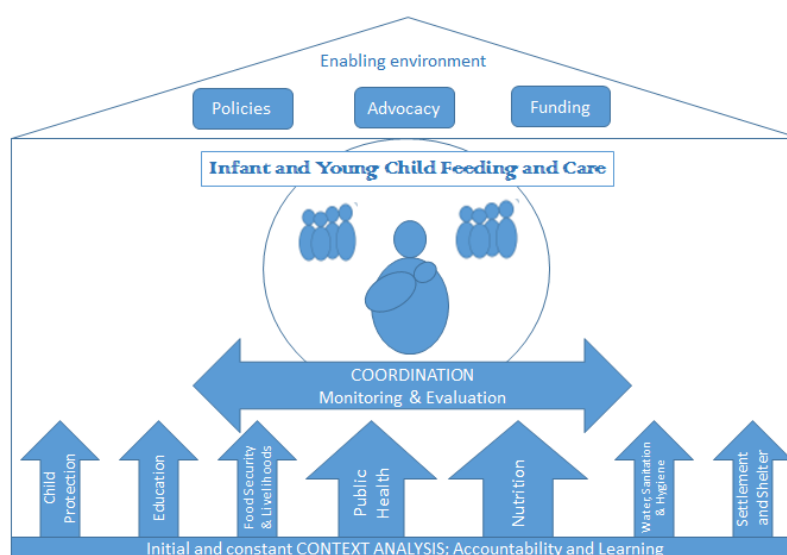 Enabling environment
Policies
Advocacy
Funding
Infant and Young Child Feeding and Care
COORDINATION
Monitoring & Evaluation
Child
Protection
Education
Food Security
& Livelihoods
Public
Health
Nutrition
Water, Sanitation
& Hygiene
Settlement
and Shelter
Initial and constant CONTEXT ANALYSIS: Accountability and Learning